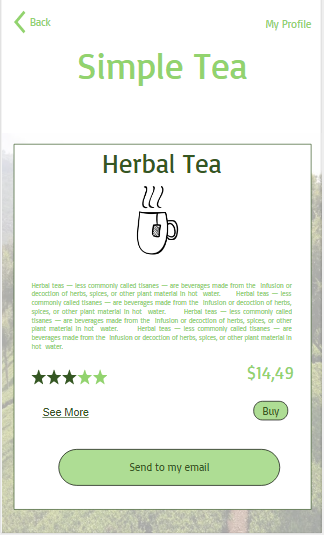 Back
My Profile
Simple Tea
Herbal Tea
Herbal teas — less commonly called tisanes — are beverages made from the infusion or
decoction of herbs, spices, or other plant material in hot water. Herbal teas — less
commonly called tisanes — are beverages made from the infusion or decoction of herbs,
spices, or other plant material in hot water. Herbal teas — less commonly called
tisanes — are beverages made from the infusion or decoction of herbs, spices, or other
plant material in hot water. Herbal teas — less commonly called tisanes — are
beverages made from the infusion or decoction of herbs, spices, or other plant material in
hot water.
$14,49
See More
Buy
Send to my email